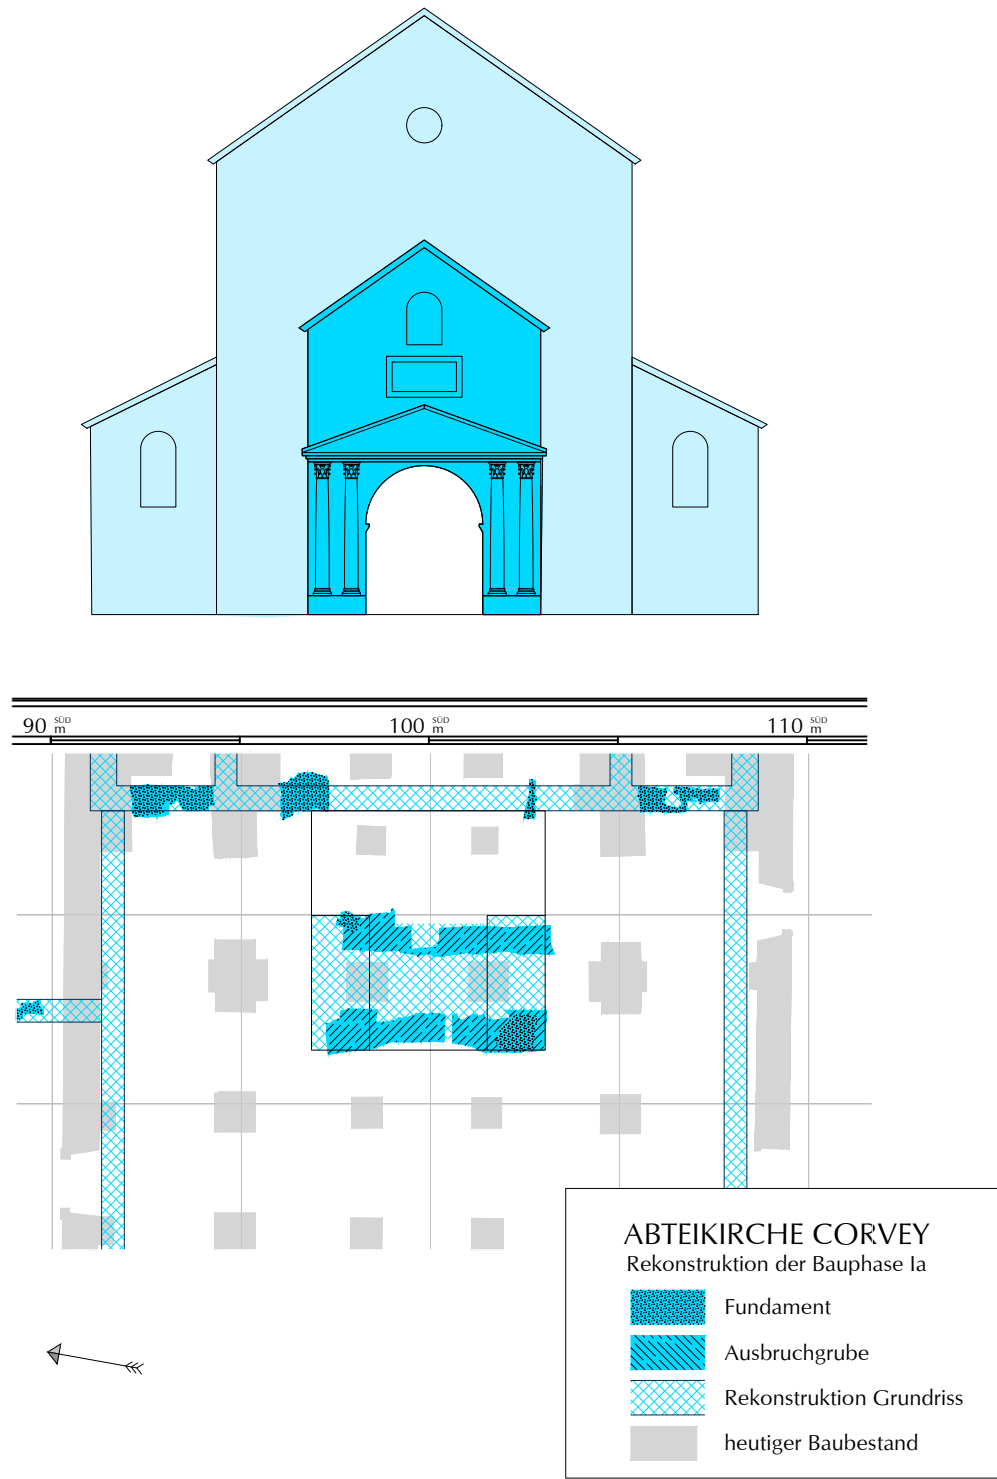 90 SÜD m 100 SÜD m 110 SÜD m
ABTEIKIRCHE CORVEY
Rekonstruktion der Bauphase Ia
Fundament
Ausbruchgrube
Rekonstruktion Grundriss
heutiger Baubestand